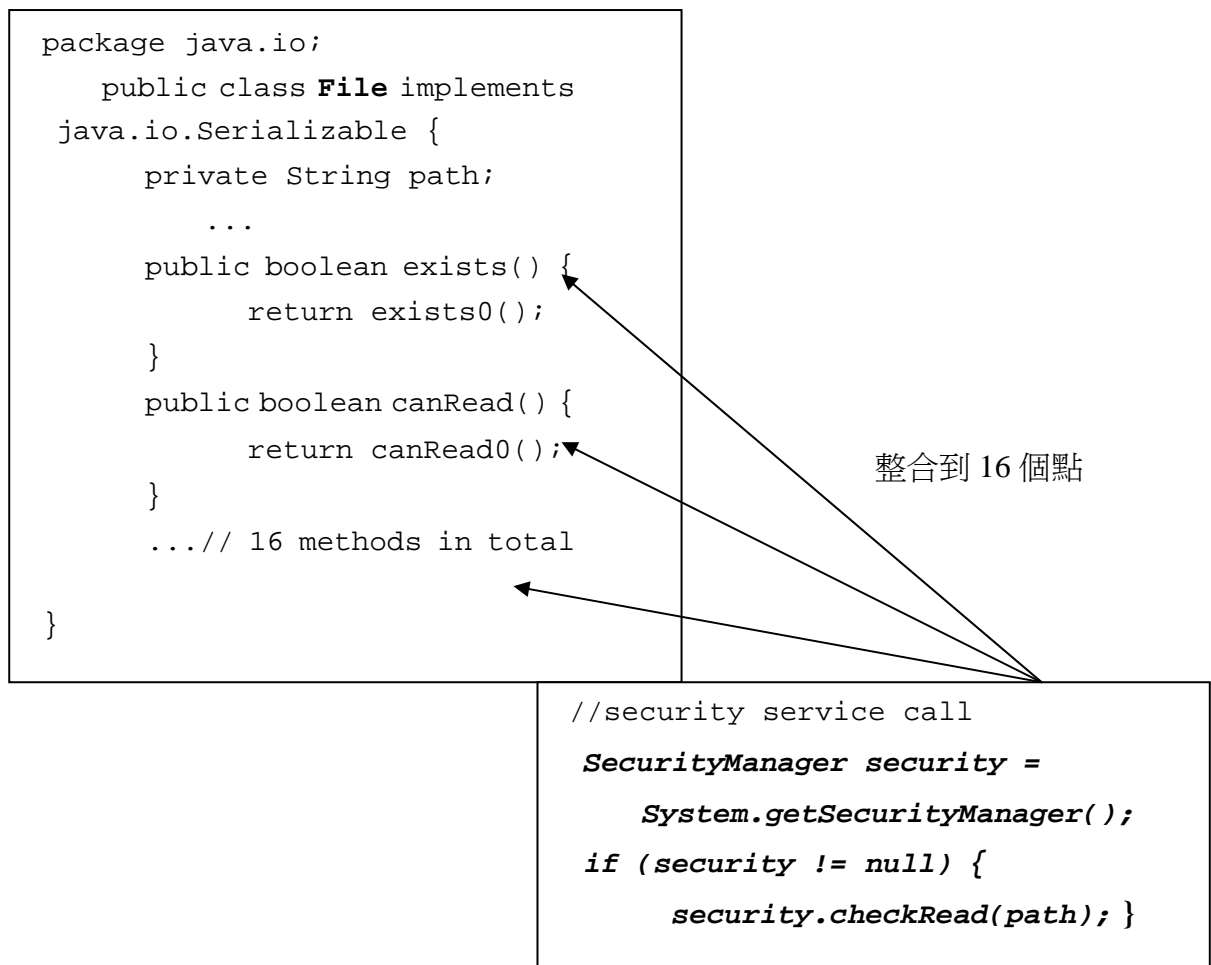 package java.io;
public class File implements
java.io.Serializable {
private String path;
...
public boolean exists() {
return exists0();
}
public boolean canRead() {
return canRead0();
}
...// 16 methods in total
}
整合到 16 個點
//security service call
SecurityManager security =
System.getSecurityManager();
if (security != null) {
security.checkRead(path); }